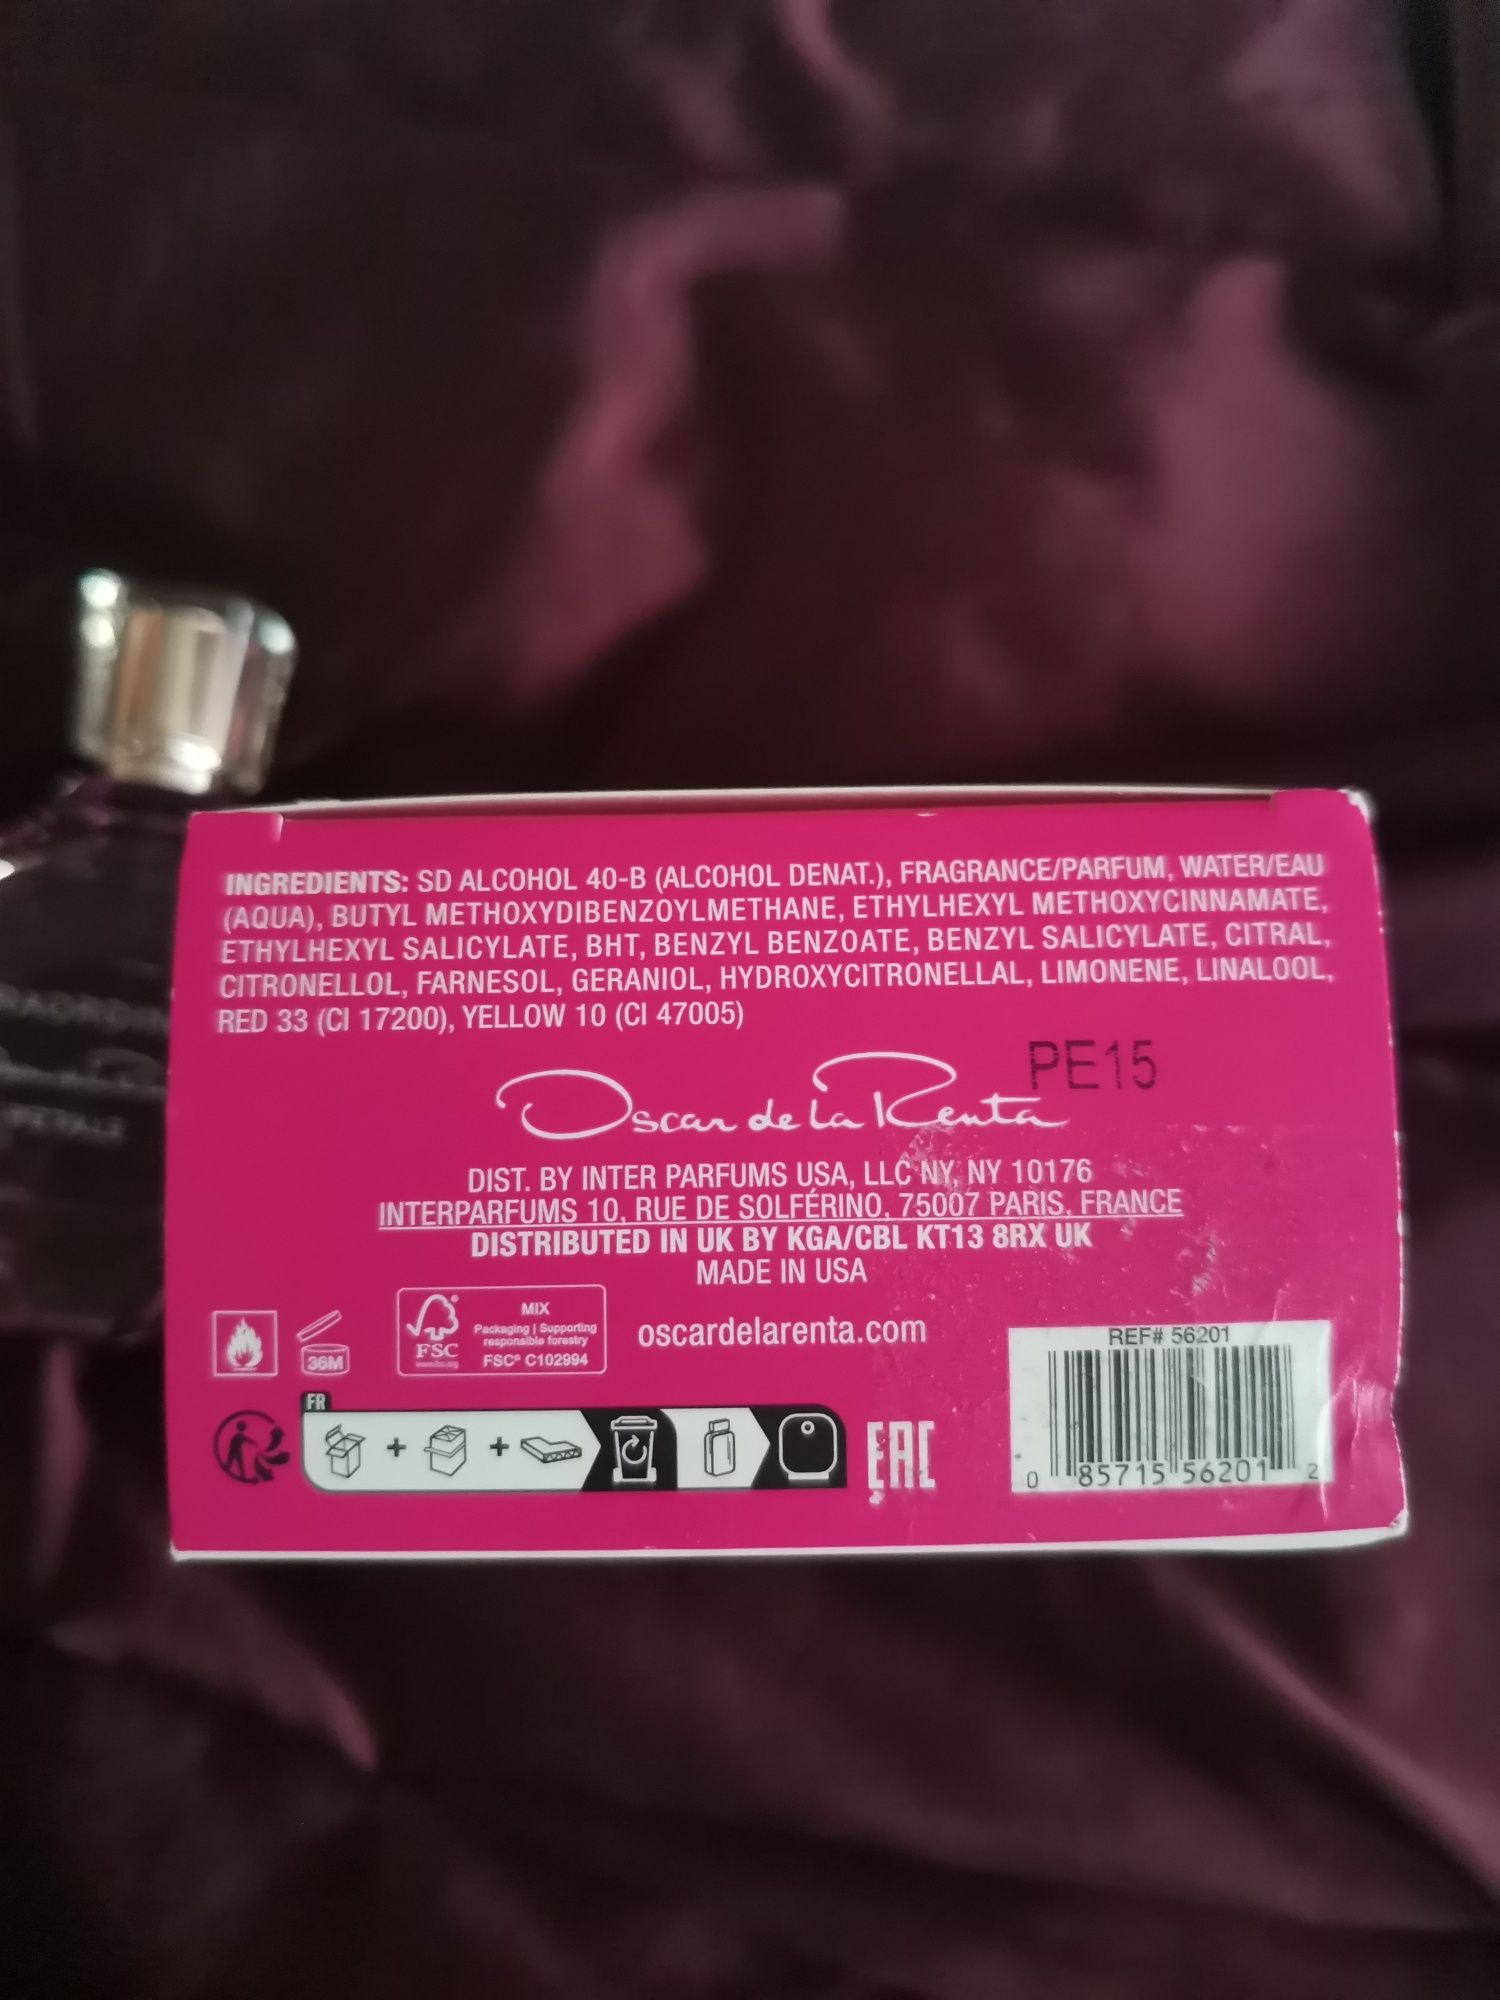 INGREDIENTS: SD ALCOHOL 40-B (ALCOHOL DENAT.), FRAGRANCE/PARFUM, WATER/EAU
(AQUA), BUTYL METHOXYDIBENZOYLMETHANE, ETHYLHEXYL METHOXYCINNAMATE,
ETHYLHEXYL SALICYLATE, BHT, BENZYL BENZOATE, BENZYL SALICYLATE, CITRAL,
CITRONELLOL, FARNESOL, GERANIOL, HYDROXYCITRONELLAL, LIMONENE, LINALOOL,
RED 33 (CI 17200), YELLOW 10 (CI 47005)
PE15
Oscar de la Renta
DIST. BY INTER PARFUMS USA, LLC NY, NY 10176
INTERPARFUMS 10, RUE DE SOLFÉRINO, 75007 PARIS, FRANCE
DISTRIBUTED IN UK BY KGA/CBL KT13 8RX UK
MADE IN USA
36M
FSC
www.fsc.org
MIX
Packaging | Supporting
responsible forestry
FSC® C102994
oscardelarenta.com
REF# 56201
0 85715 56201 2
FR
EAC
PETALE